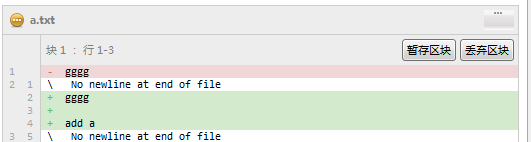 a.txt
块 1 : 行 1-3 暂存区块 丢弃区块
1 - gggg
2 1 \ No newline at end of file
2 + gggg
3 +
4 + add a
3 5 \ No newline at end of file